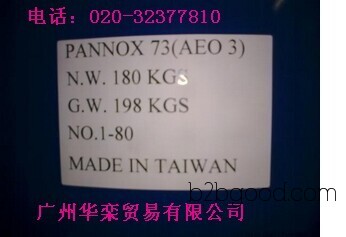 电话：020-32377810
PANNOX 73(AEO 3)
N.W. 180 KGS
G.W. 198 KGS
NO.1-80
MADE IN TAIWAN
b2bgood.com
广州华栾贸易有限公司